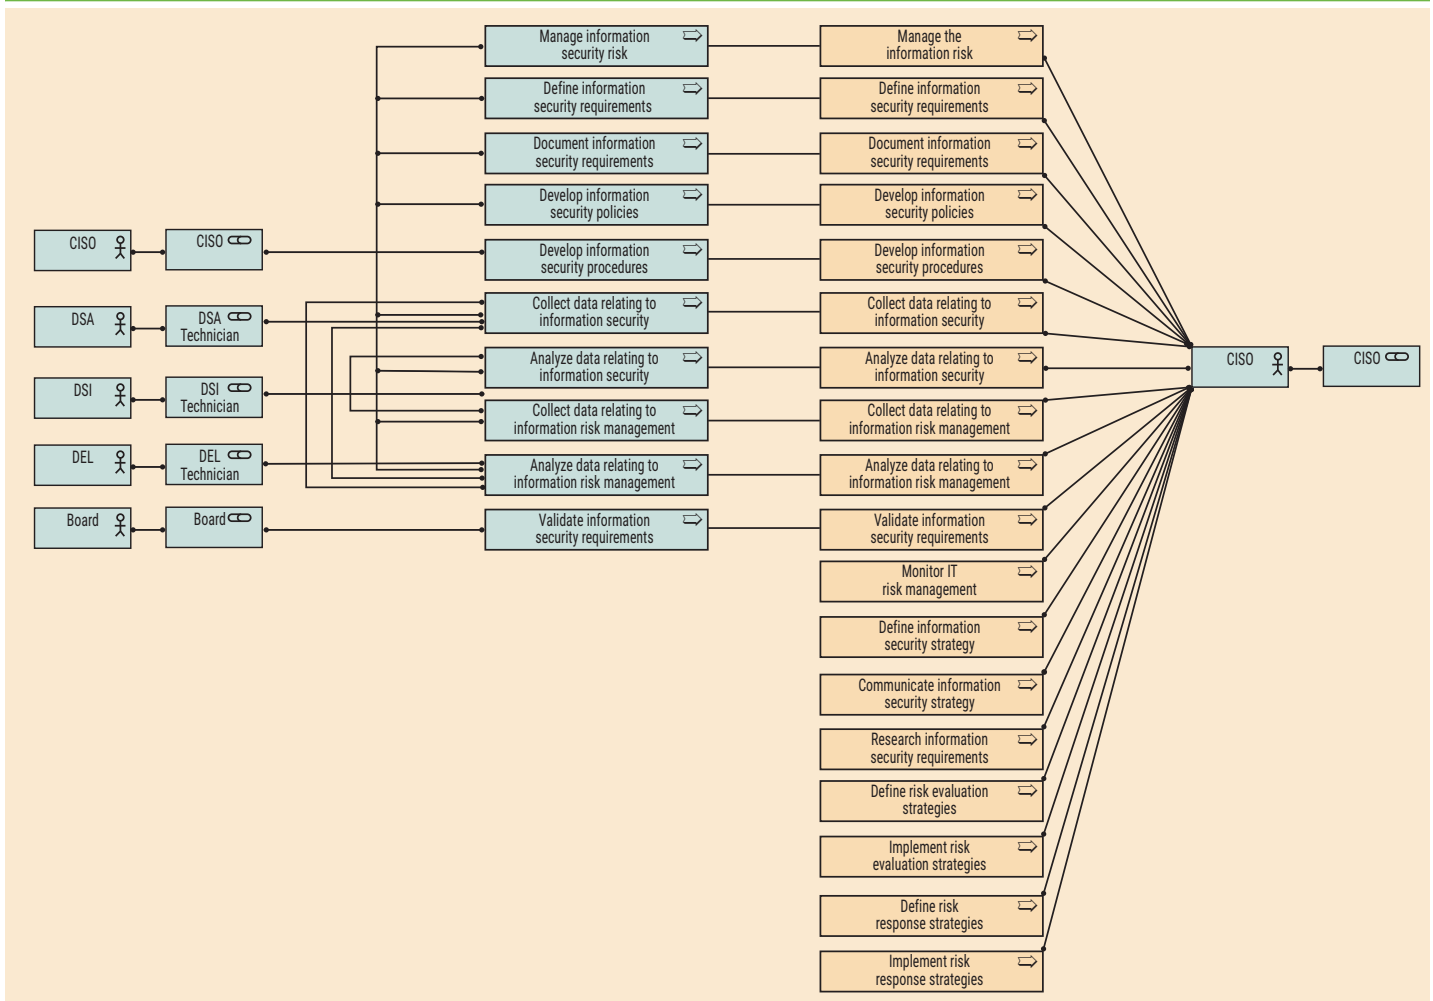 Manage information
security risk
Manage the
information risk
Define information
security requirements
Define information
security requirements
Document information
security requirements
Document information
security requirements
Develop information
security policies
Develop information
security policies
CISO
CISO
Develop information
security procedures
Develop information
security procedures
DSA
DSA
Technician
Collect data relating to
information security
Collect data relating to
information security
Analyze data relating to
information security
Analyze data relating to
information security
CISO
CISO
DSI
DSI
Technician
Collect data relating to
information risk management
Collect data relating to
information risk management
DEL
DEL
Technician
Analyze data relating to
information risk management
Analyze data relating to
information risk management
Board
Board
Validate information
security requirements
Validate information
security requirements
Monitor IT
risk management
Define information
security strategy
Communicate information
security strategy
Research information
security requirements
Define risk evaluation
strategies
Implement risk
evaluation strategies
Define risk
response strategies
Implement risk
response strategies